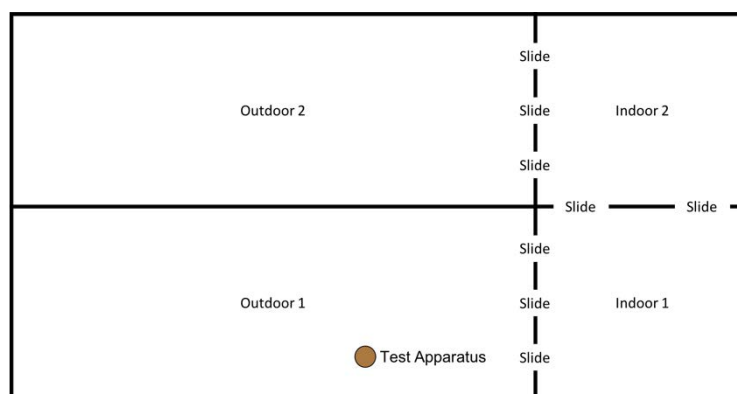 Slide
Outdoor 2 Slide Indoor 2
Slide
Slide Slide
Slide
Outdoor 1 Slide Indoor 1
Test Apparatus Slide